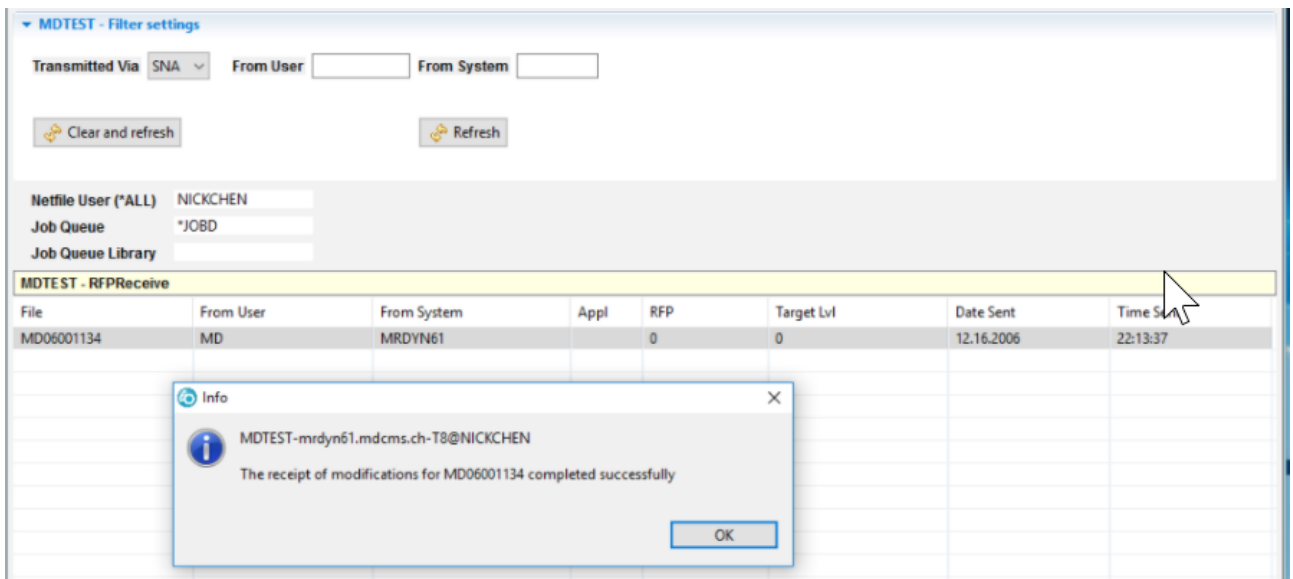 MDTEST - Filter settings
Transmitted Via SNA From User From System
Clear and refresh Refresh
Netfile User (*ALL) NICKCHEN
Job Queue *JOBD
Job Queue Library
MDTEST - RFPReceive
File From User From System Appl RFP Target Lvl Date Sent Time
MD06001134 MD MRDYN61 0 0 12.16.2006 22:13:37
Info
MDTEST-mrdyn61.mdcms.ch-T8@NICKCHEN
The receipt of modifications for MD06001134 completed successfully
OK